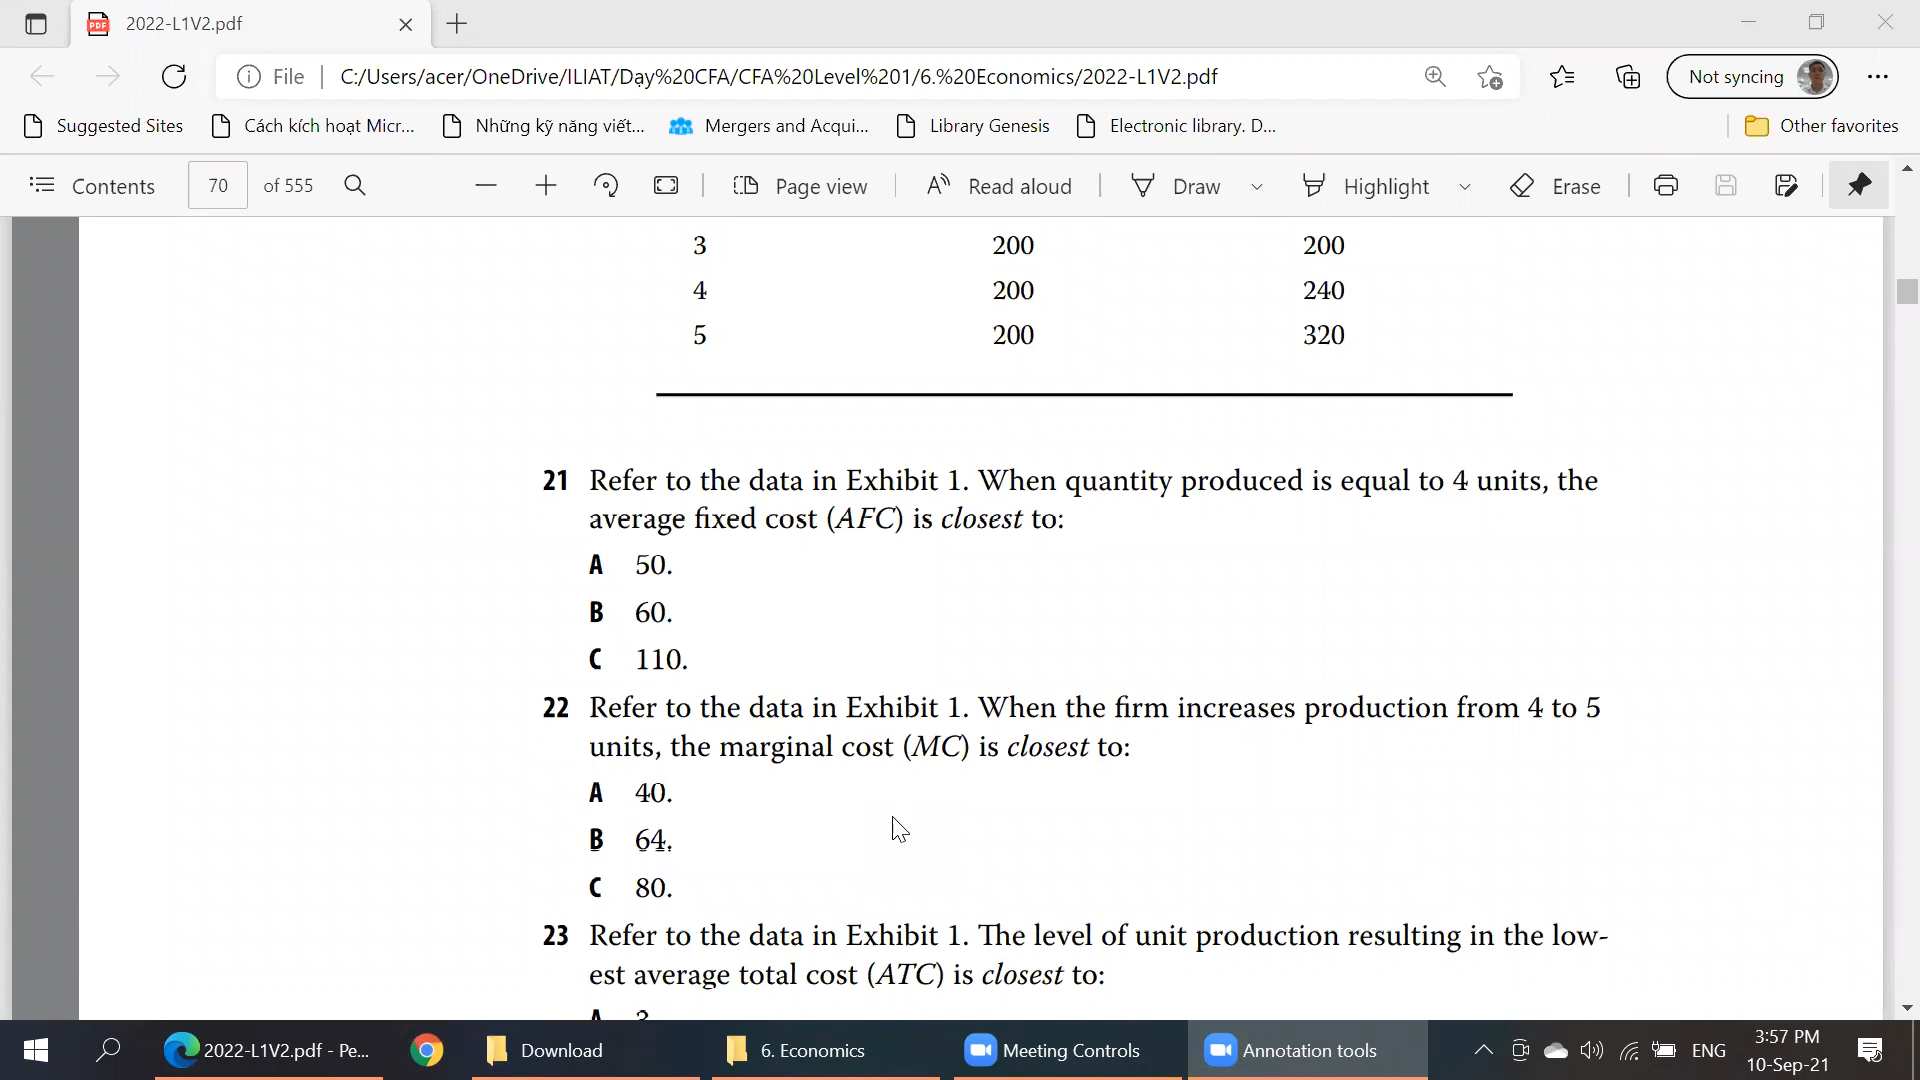 2022-L1V2.pdf
File
C:/Users/acer/OneDrive/ILIAT/Dạy%20CFA/CFA%20Level%201/6.%20Economics/2022-L1V2.pdf
Not syncing
Suggested Sites
Cách kích hoạt Micr...
Những kỹ năng viết...
Mergers and Acqui...
Library Genesis
Electronic library. D...
Other favorites
Contents 70 of 555 Page view Read aloud Draw Highlight Erase
3 200 200
4 200 240
5 200 320
21 Refer to the data in Exhibit 1. When quantity produced is equal to 4 units, the
average fixed cost (AFC) is closest to:
A 50.
B 60.
C 110.
22 Refer to the data in Exhibit 1. When the firm increases production from 4 to 5
units, the marginal cost (MC) is closest to:
A 40.
B 64.
C 80.
23 Refer to the data in Exhibit 1. The level of unit production resulting in the low-
est average total cost (ATC) is closest to:
2022-L1V2.pdf - Pe...
Download
6. Economics
Meeting Controls
Annotation tools
ENG
3:57 PM
10-Sep-21